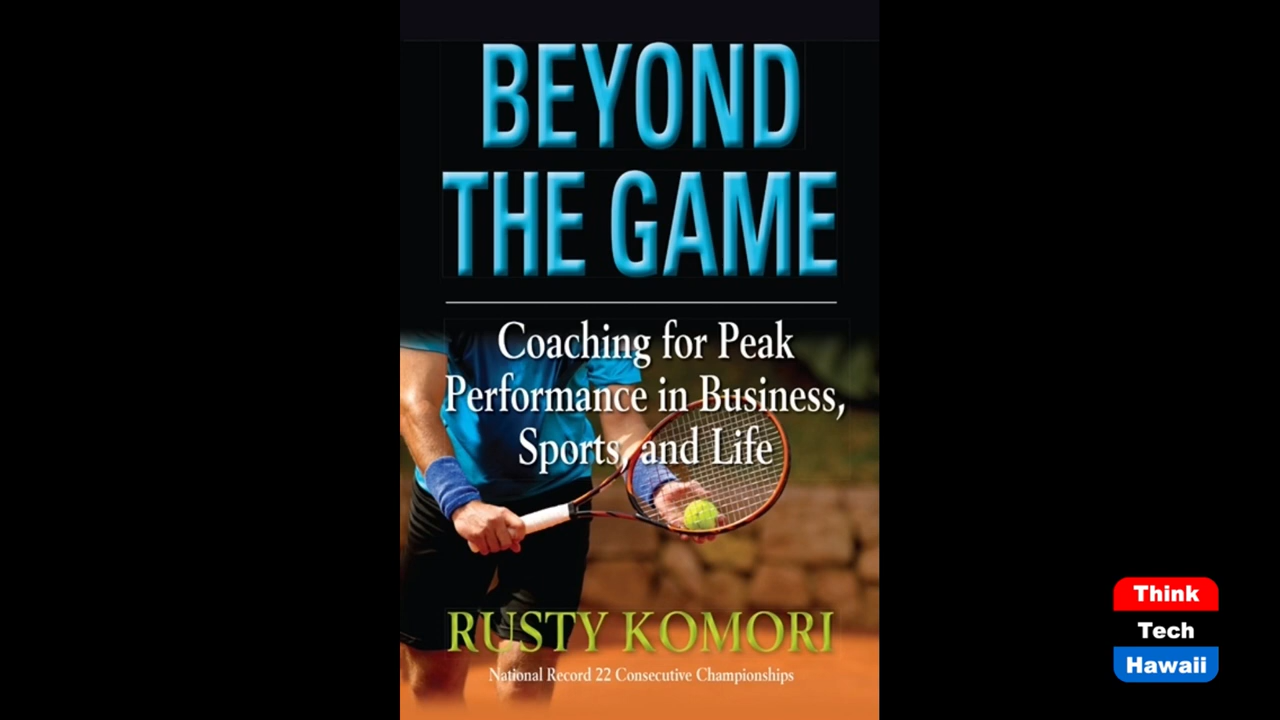 BEYOND
THE GAME
Coaching for Peak
Performance in Business,
Sports, and Life
RUSTY KOMORI
National Record 22 Consecutive Championships
Think
Tech
Hawaii